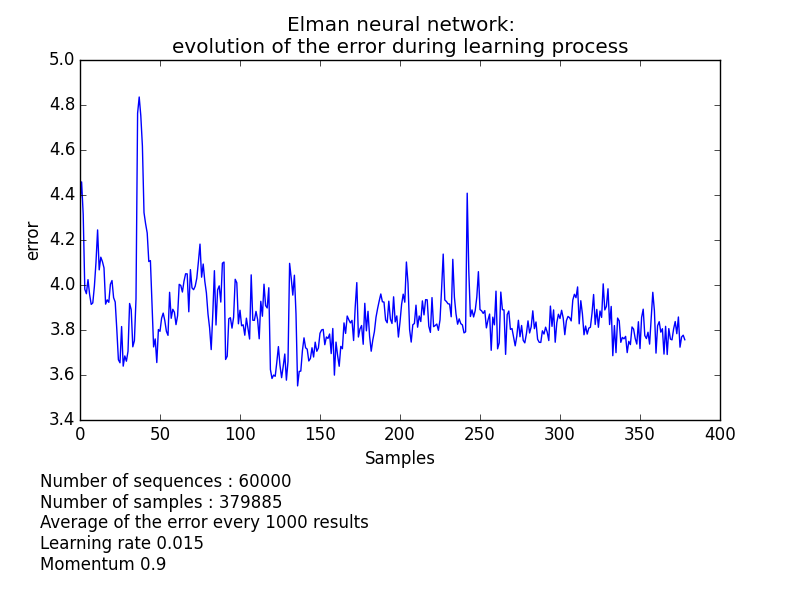 Elman neural network:
evolution of the error during learning process
5.0
4.8
4.6
4.4
4.2
4.0
3.8
3.6
3.4
error
0 50 100 150 200 250 300 350 400
Samples
Number of sequences : 60000
Number of samples : 379885
Average of the error every 1000 results
Learning rate 0.015
Momentum 0.9